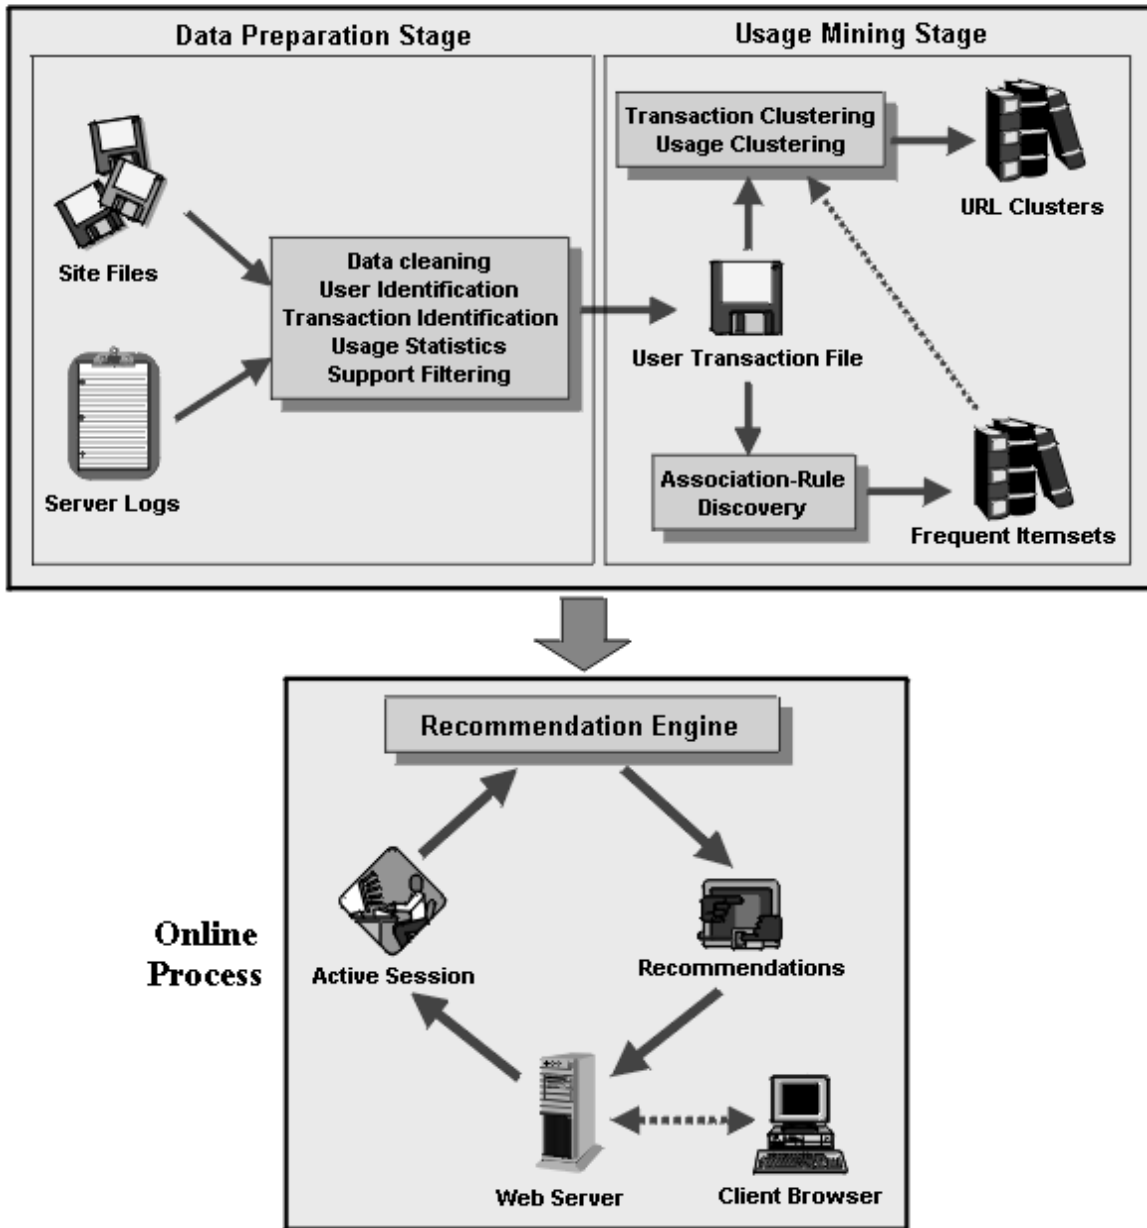 Data Preparation Stage
Usage Mining Stage
Site Files
Server Logs
Data cleaning
User Identification
Transaction Identification
Usage Statistics
Support Filtering
Transaction Clustering
Usage Clustering
URL Clusters
User Transaction File
Association-Rule
Discovery
Frequent Itemsets
Recommendation Engine
Online
Process
Active Session
Recommendations
Web Server
Client Browser